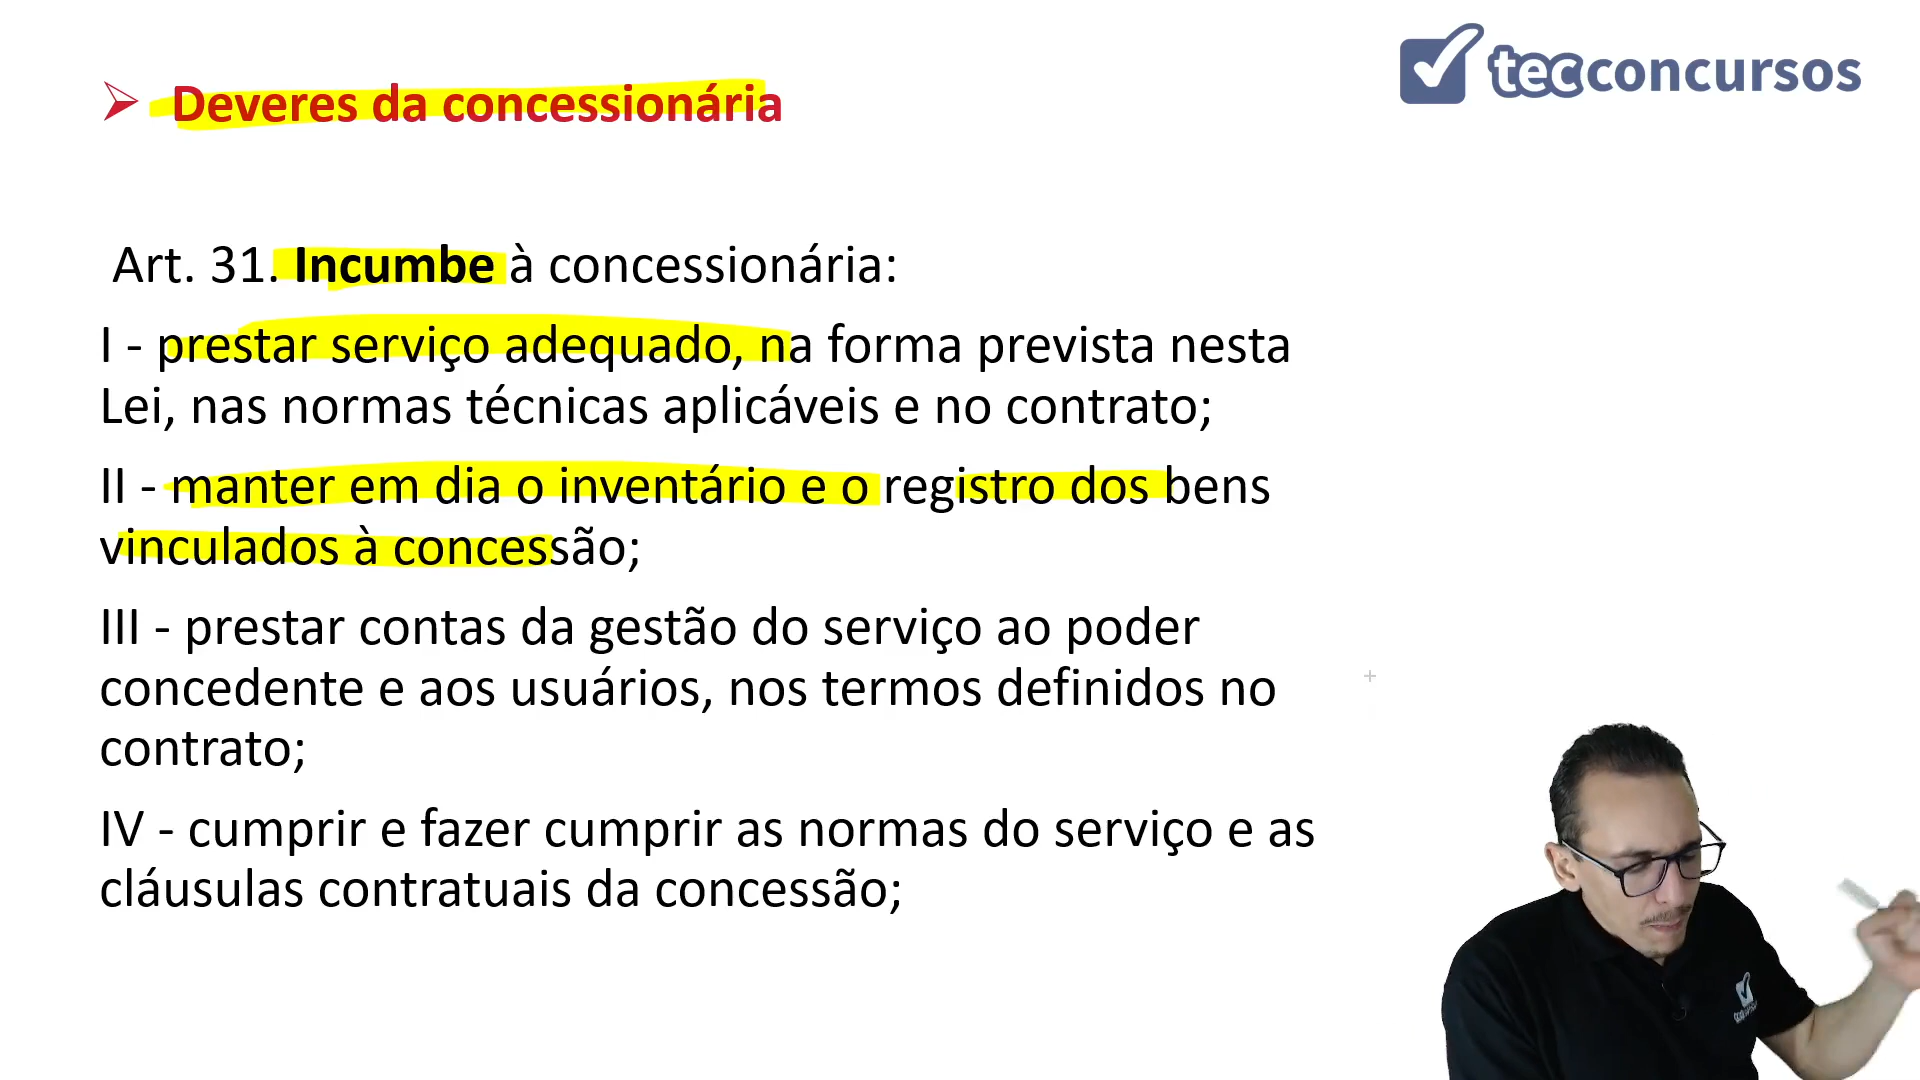 tecconcursos
Deveres da concessionária
Art. 31. Incumbe à concessionária:
I - prestar serviço adequado, na forma prevista nesta
Lei, nas normas técnicas aplicáveis e no contrato;
II - manter em dia o inventário e o registro dos bens
vinculados à concessão;
III - prestar contas da gestão do serviço ao poder
concedente e aos usuários, nos termos definidos no
contrato;
IV - cumprir e fazer cumprir as normas do serviço e as
cláusulas contratuais da concessão;